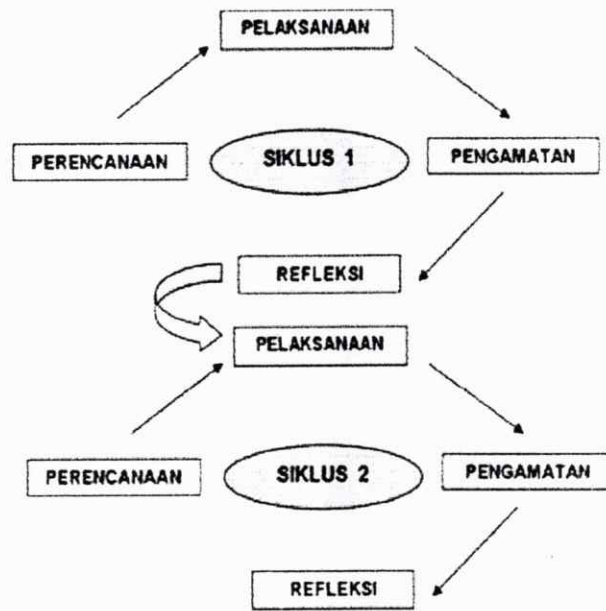 PELAKSANAAN
PERENCANAAN
SIKLUS 1
PENGAMATAN
REFLEKSI
PELAKSANAAN
PERENCANAAN
SIKLUS 2
PENGAMATAN
REFLEKSI